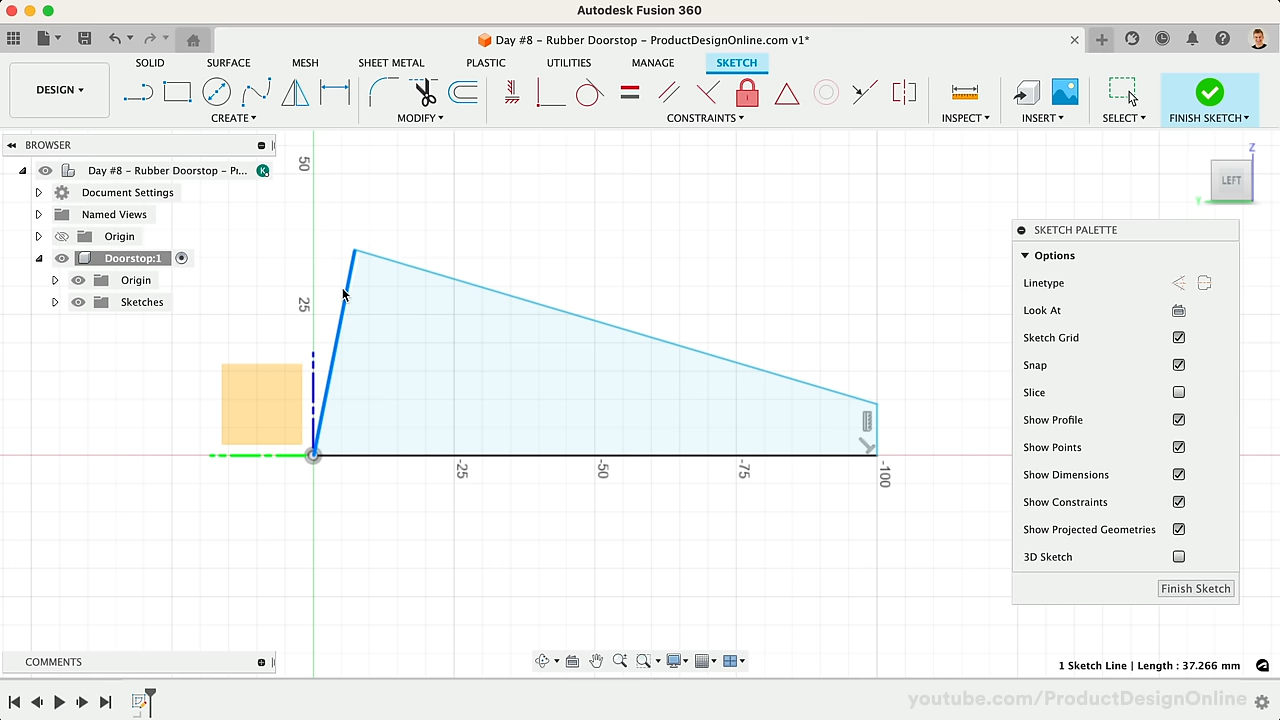 Autodesk Fusion 360
Day #8 – Rubber Doorstop – ProductDesignOnline.com v1*
SOLID SURFACE MESH SHEET METAL PLASTIC UTILITIES MANAGE SKETCH
DESIGN
CREATE MODIFY CONSTRAINTS INSPECT INSERT SELECT FINISH SKETCH
BROWSER
Day #8 – Rubber Doorstop – Pr...
Document Settings
Named Views
Origin
Doorstop:1
Origin
Sketches
50
25
-25
-50
-75
-100
Z
LEFT
Y
SKETCH PALETTE
Options
Linetype
Look At
Sketch Grid
Snap
Slice
Show Profile
Show Points
Show Dimensions
Show Constraints
Show Projected Geometries
3D Sketch
Finish Sketch
COMMENTS
1 Sketch Line | Length : 37.266 mm
youtube.com/ProductDesignOnline